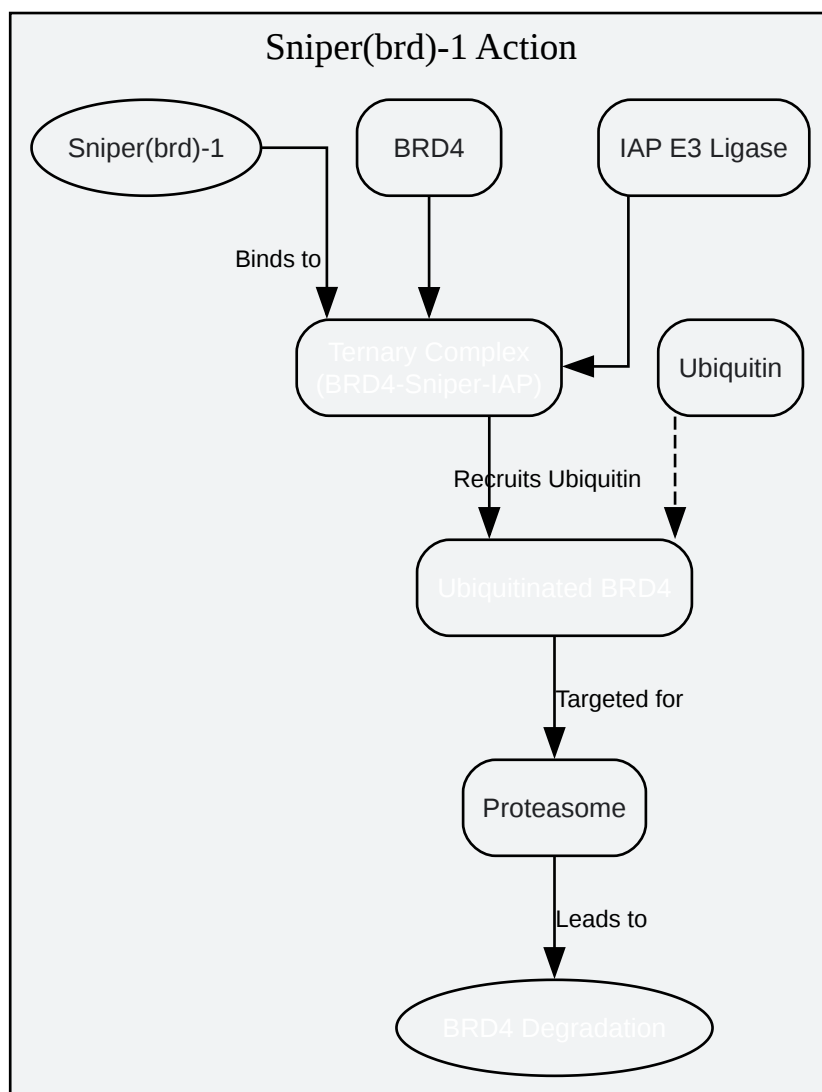 Sniper(brd)-1 Action
Sniper(brd)-1
BRD4
IAP E3 Ligase
Binds to
Ternary Complex
(BRD4-Sniper-IAP)
Ubiquitin
Recruits Ubiquitin
Ubiquitinated BRD4
Targeted for
Proteasome
Leads to
BRD4 Degradation